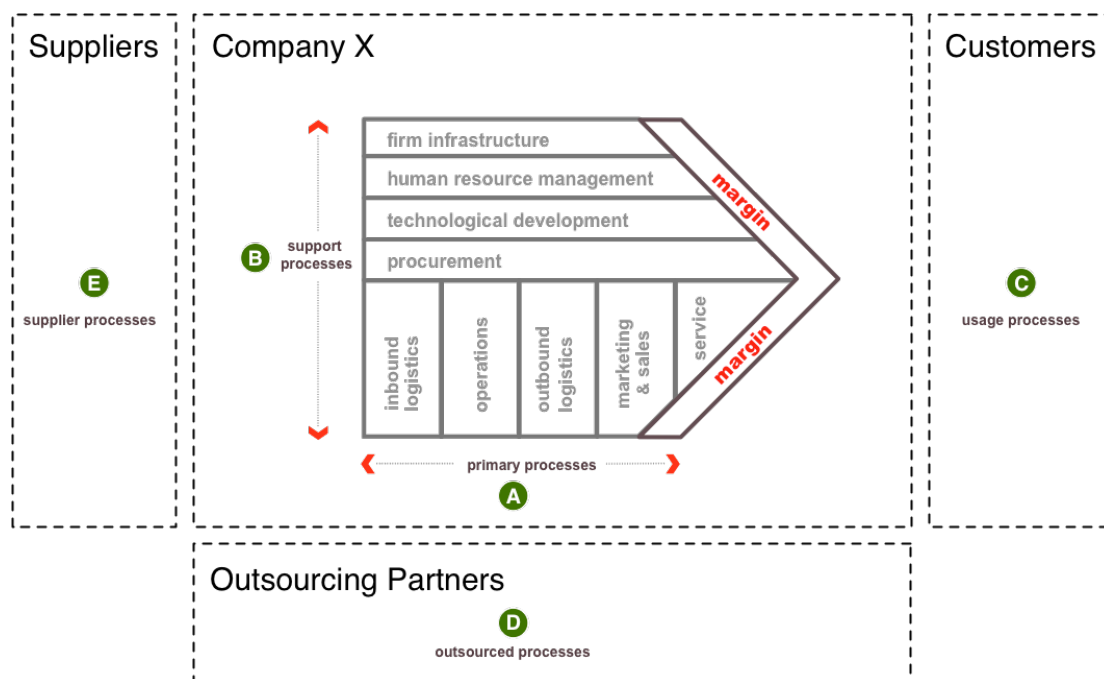 Suppliers
Company X
Customers
firm infrastructure
human resource management
technological development
procurement
margin
margin
B
support
processes
E
supplier processes
C
usage processes
inbound
logistics
operations
outbound
logistics
marketing
& sales
service
primary processes
A
Outsourcing Partners
D
outsourced processes